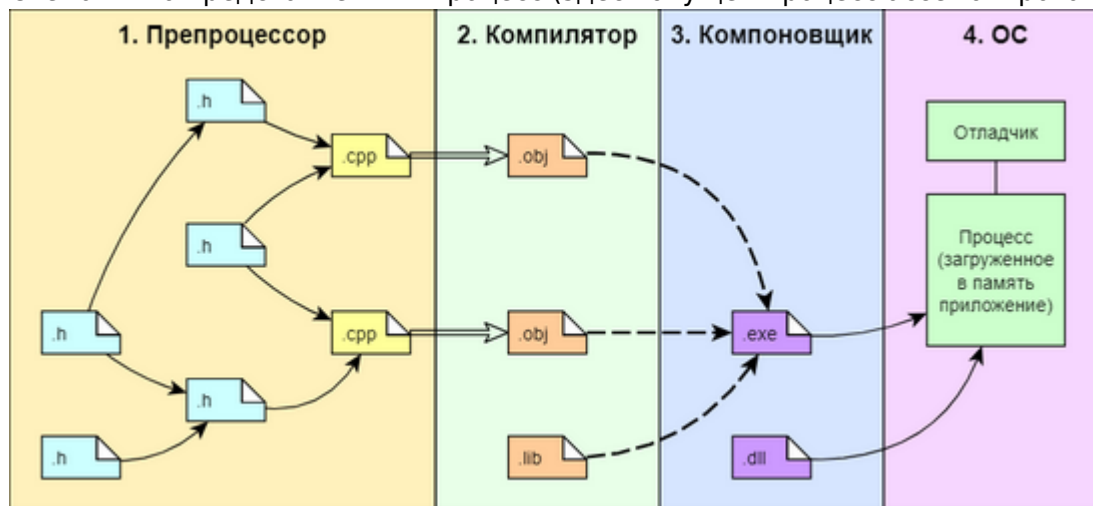 1. Препроцессор
2. Компилятор
3. Компоновщик
4. ОС
.h
.cpp
.obj
Отладчик
.h
Процесс
(загруженное
в память
приложение)
.h
.cpp
.obj
.exe
.h
.h
.lib
.dll